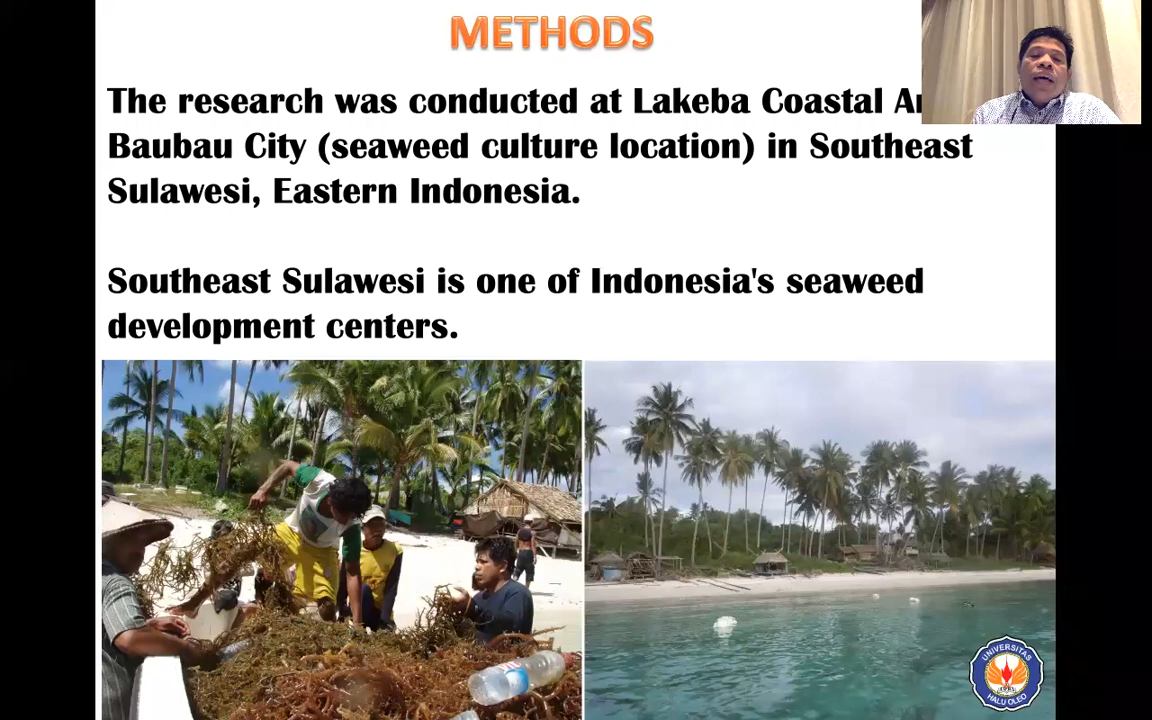 METHODS
The research was conducted at Lakeba Coastal
Baubau City (seaweed culture location) in Southeast
Sulawesi, Eastern Indonesia.
Southeast Sulawesi is one of Indonesia's seaweed
development centers.
UNIVERSITAS
HALU OLEO